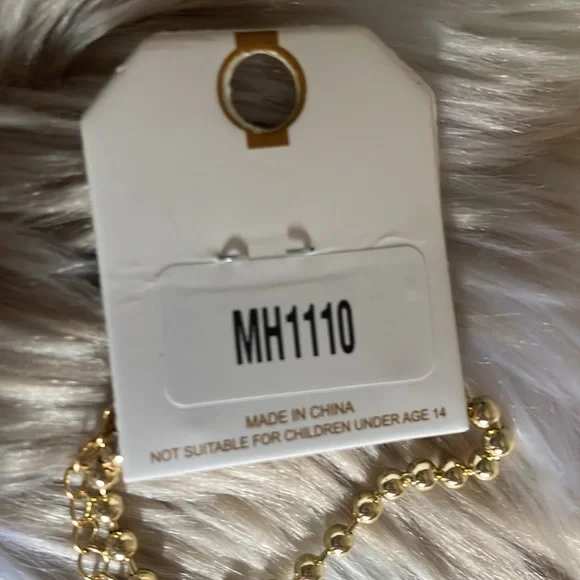 MH1110
MADE IN CHINA
NOT SUITABLE FOR CHILDREN UNDER AGE 14